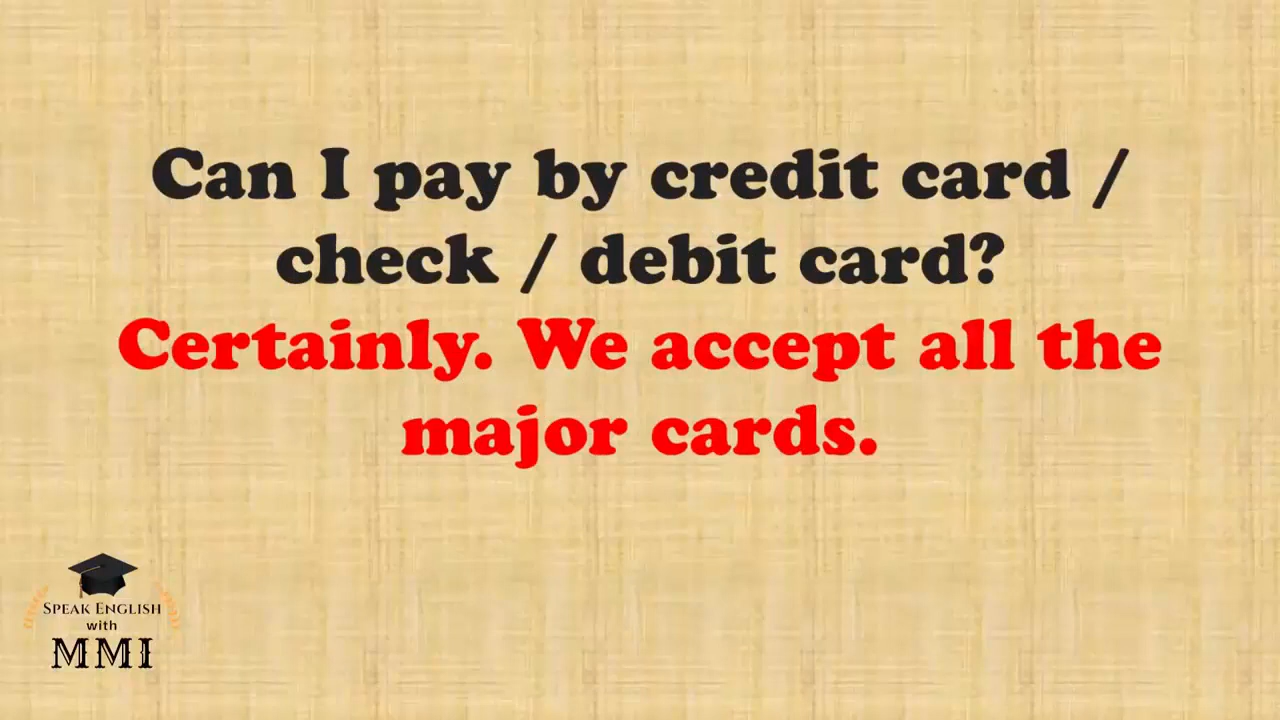 Can I pay by credit card /
check / debit card?
Certainly. We accept all the
major cards.
SPEAK ENGLISH
with
MMI